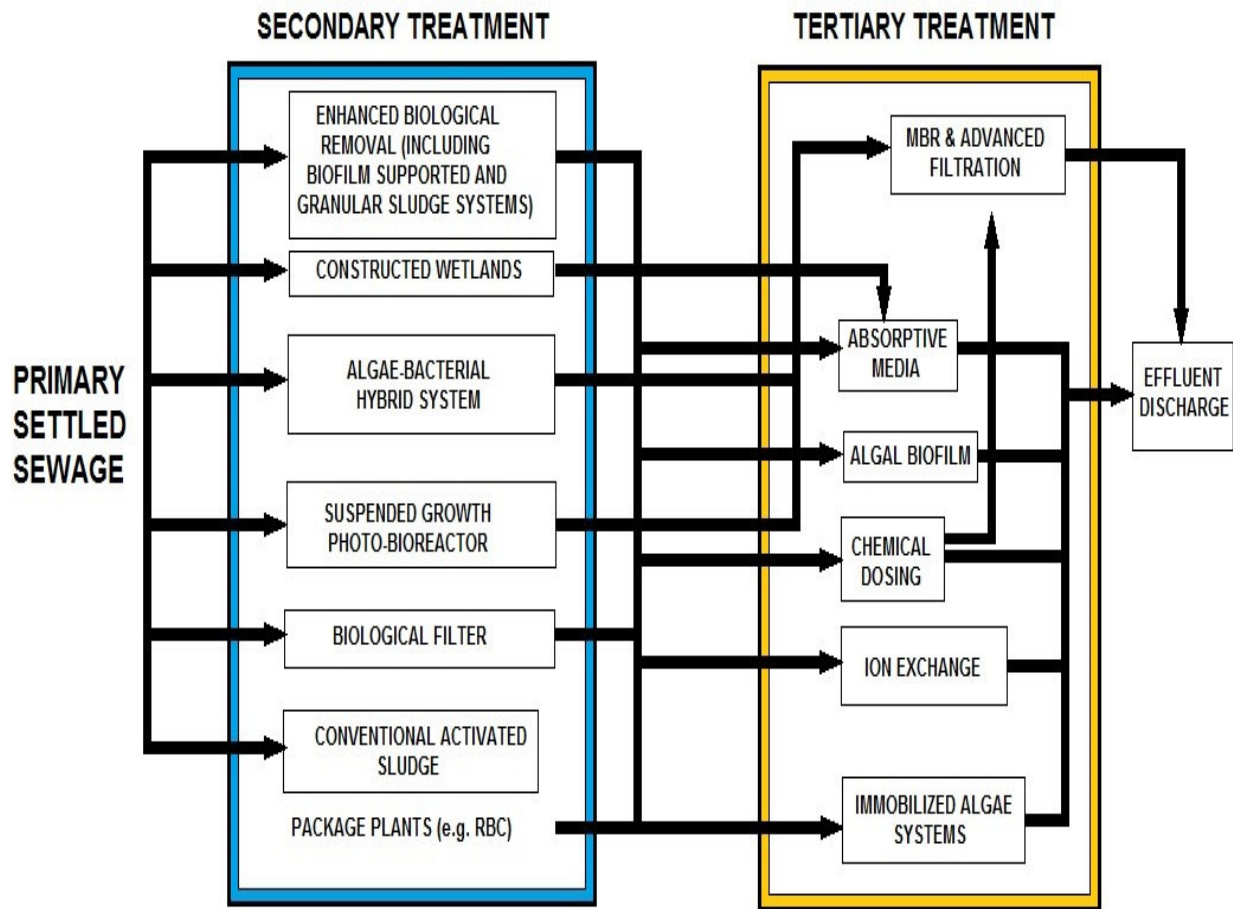 SECONDARY TREATMENT
TERTIARY TREATMENT
PRIMARY
SETTLED
SEWAGE
ENHANCED BIOLOGICAL
REMOVAL (INCLUDING
BIOFILM SUPPORTED AND
GRANULAR SLUDGE SYSTEMS)
CONSTRUCTED WETLANDS
ALGAE-BACTERIAL
HYBRID SYSTEM
SUSPENDED GROWTH
PHOTO-BIOREACTOR
BIOLOGICAL FILTER
CONVENTIONAL ACTIVATED
SLUDGE
PACKAGE PLANTS (e.g. RBC)
MBR & ADVANCED
FILTRATION
ABSORPTIVE
MEDIA
ALGAL BIOFILM
CHEMICAL
DOSING
ION EXCHANGE
IMMOBILIZED ALGAE
SYSTEMS
EFFLUENT
DISCHARGE